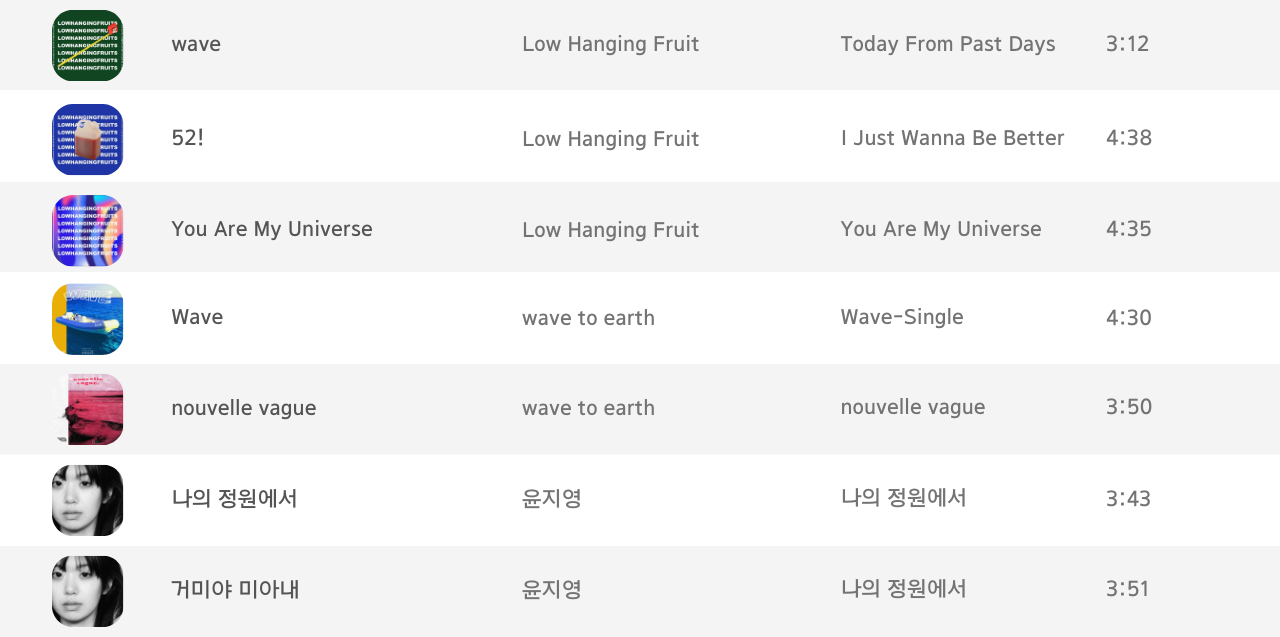 LOWHANGINGFRUITS
LOWHANGINGFRUITS
LOWHANGINGFRUITS
LOWHANGINGFRUITS
LOWHANGINGFRUITS
LOWHANGINGFRUITS
LOWHANGINGFRUITS
wave Low Hanging Fruit Today From Past Days 3:12
LOWHANGINGFRUITS
LOWHANGINGFRUITS
LOWHANGINGFRUITS
52! Low Hanging Fruit I Just Wanna Be Better 4:38
LOWHANGINGFRUITS
LOWHANGINGFRUITS
LOWHANGINGFRUITS
LOWHANGINGFRUITS
LOWHANGINGFRUITS
LOWHANGINGFRUITS
LOWHANGINGFRUITS
You Are My Universe Low Hanging Fruit You Are My Universe 4:35
WAVE
Wave wave to earth Wave-Single 4:30
nouvelle
vague
nouvelle vague wave to earth nouvelle vague 3:50
나의 정원에서 윤지영 나의 정원에서 3:43
거미야 미아내 윤지영 나의 정원에서 3:51